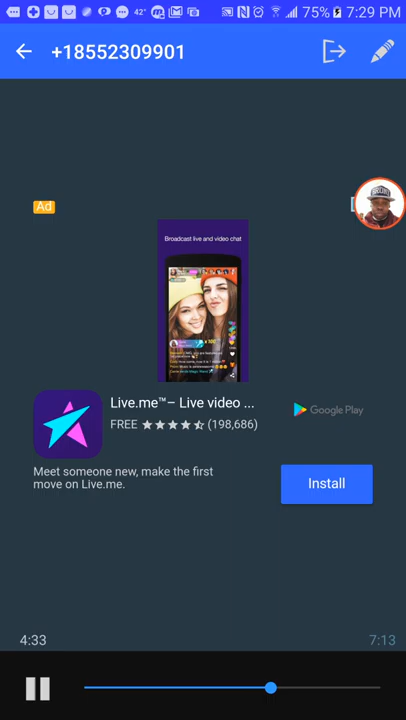 42° 75% 7:29 PM
+18552309901
Ad
Broadcast live and video chat
Live.me™– Live video ...
FREE (198,686)
Google Play
Meet someone new, make the first
move on Live.me.
Install
4:33
7:13